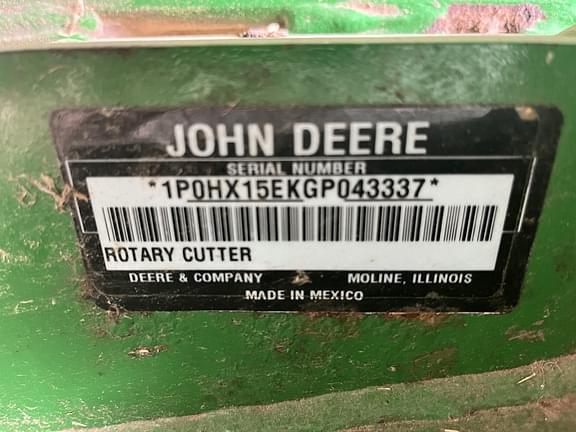 JOHN DEERE
SERIAL NUMBER
*1P0HX15EKGP043337*
ROTARY CUTTER
DEERE & COMPANY MOLINE, ILLINOIS
MADE IN MEXICO